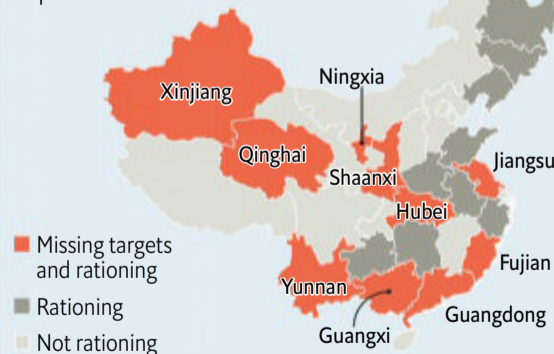 Ningxia
Xinjiang
Qinghai
Shaanxi
Jiangsu
Hubei
Missing targets
and rationing
Fujian
Yunnan
Rationing
Guangdong
Guangxi
Not rationing